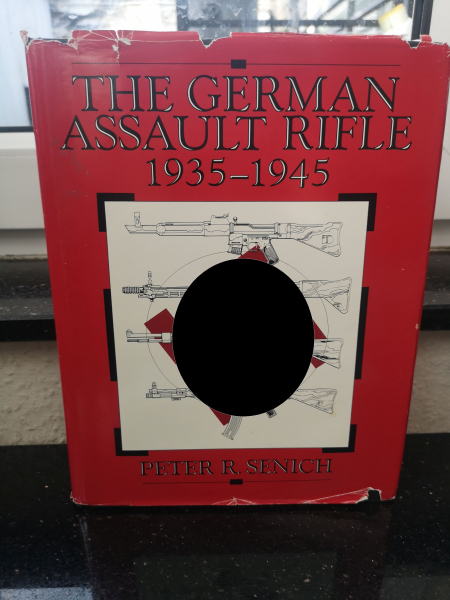 THE GERMAN
ASSAULT RIFLE
1935–1945
PETER R. SENICH